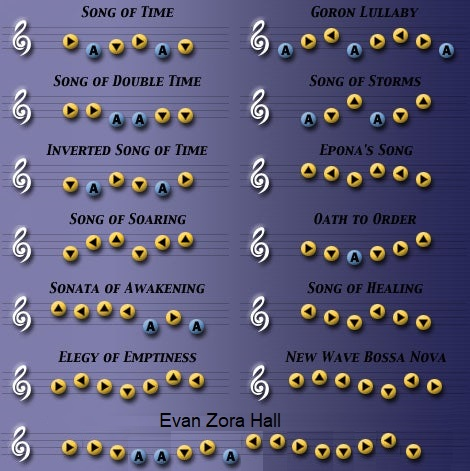 Song of Time
A A
Goron Lullaby
A A A
Song of Double Time
A A
Song of Storms
A A
Inverted Song of Time
A A
Epona's Song
Song of Soaring
Oath to Order
A
Sonata of Awakening
A A
Song of Healing
Elegy of Emptiness
New Wave Bossa Nova
Evan Zora Hall
A A A